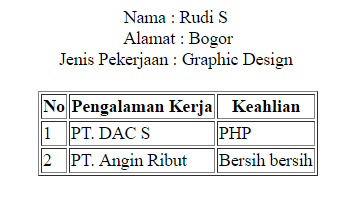 Nama : Rudi S
Alamat : Bogor
Jenis Pekerjaan : Graphic Design
No Pengalaman Kerja Keahlian
1 PT. DAC S PHP
2 PT. Angin Ribut Bersih bersih